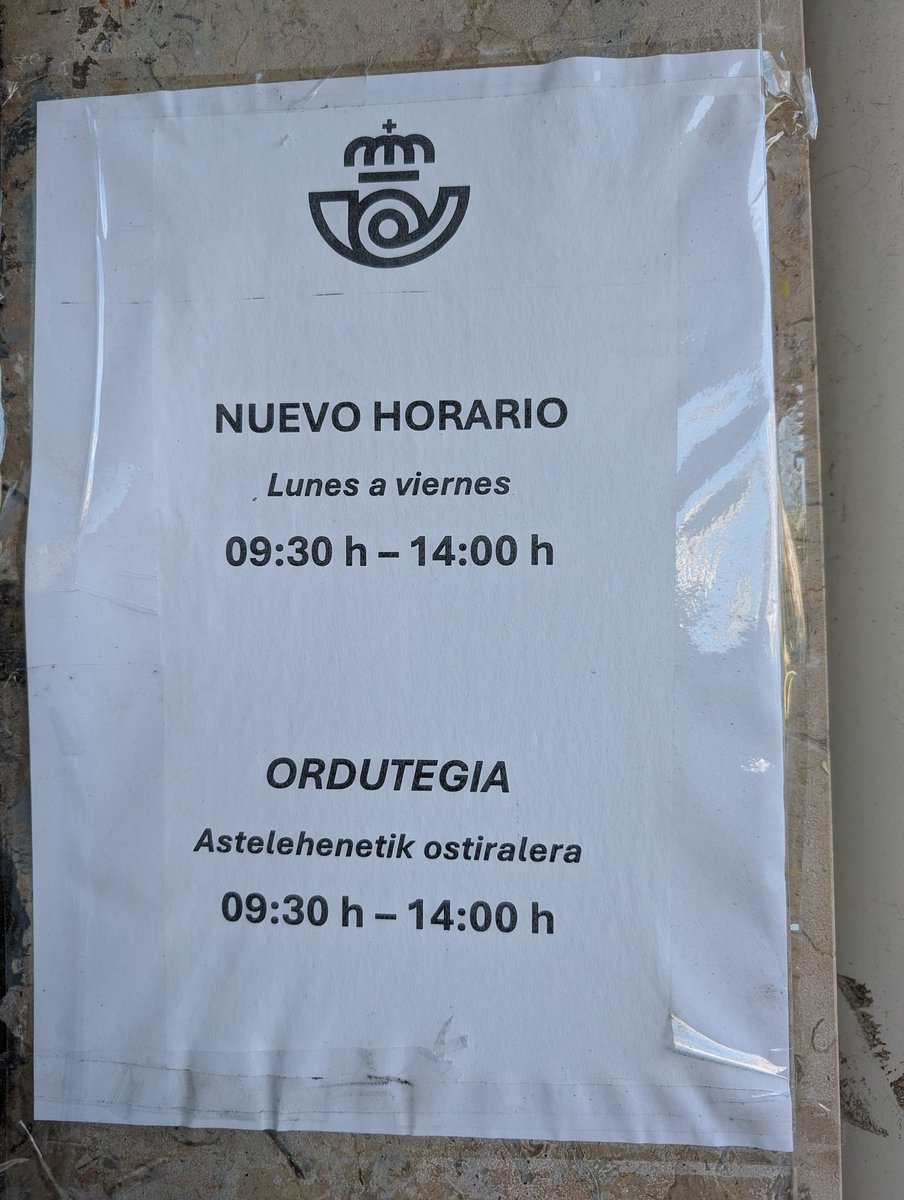 NUEVO HORARIO
Lunes a viernes
09:30 h – 14:00 h
ORDUTEGIA
Astelehenetik ostiralera
09:30 h – 14:00 h